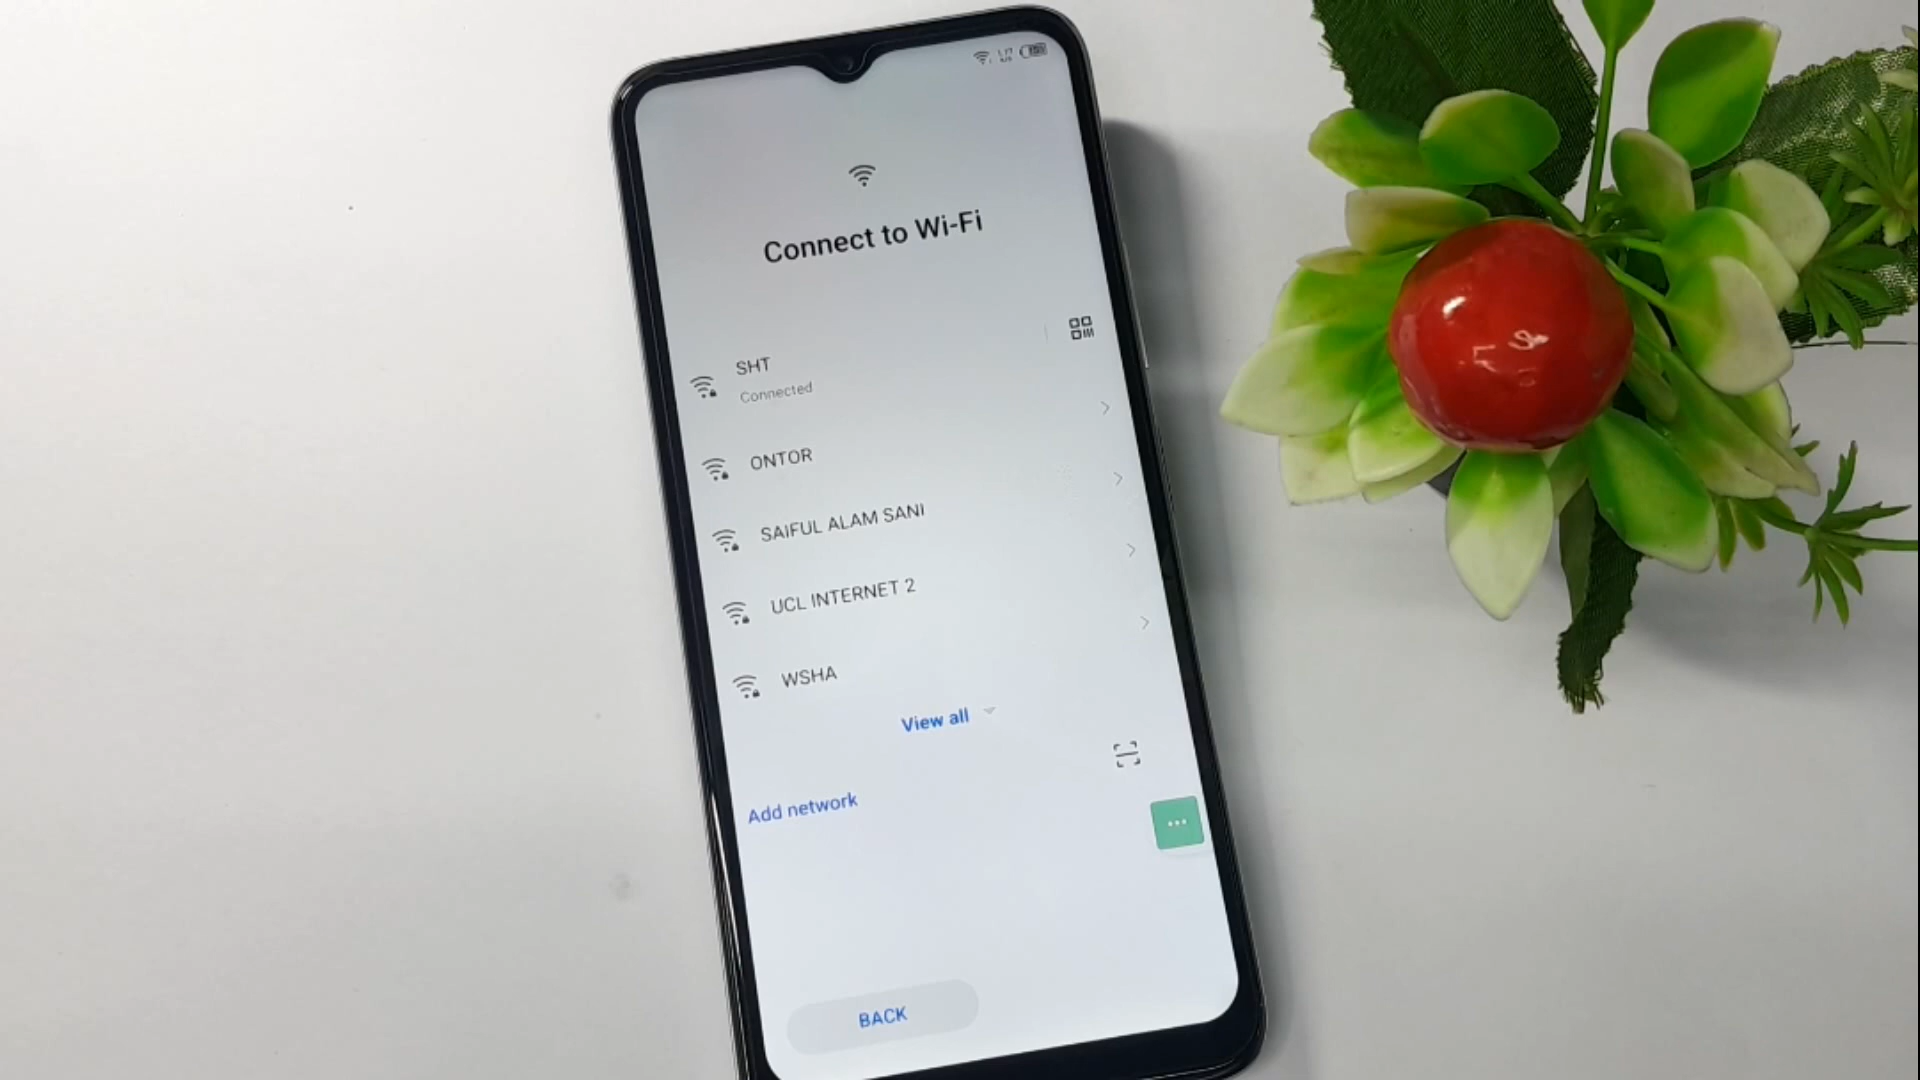 Connect to Wi-Fi
SHT
Connected
ONTOR
SAIFUL ALAM SANI
UCL INTERNET 2
WSHA
View all
Add network
BACK